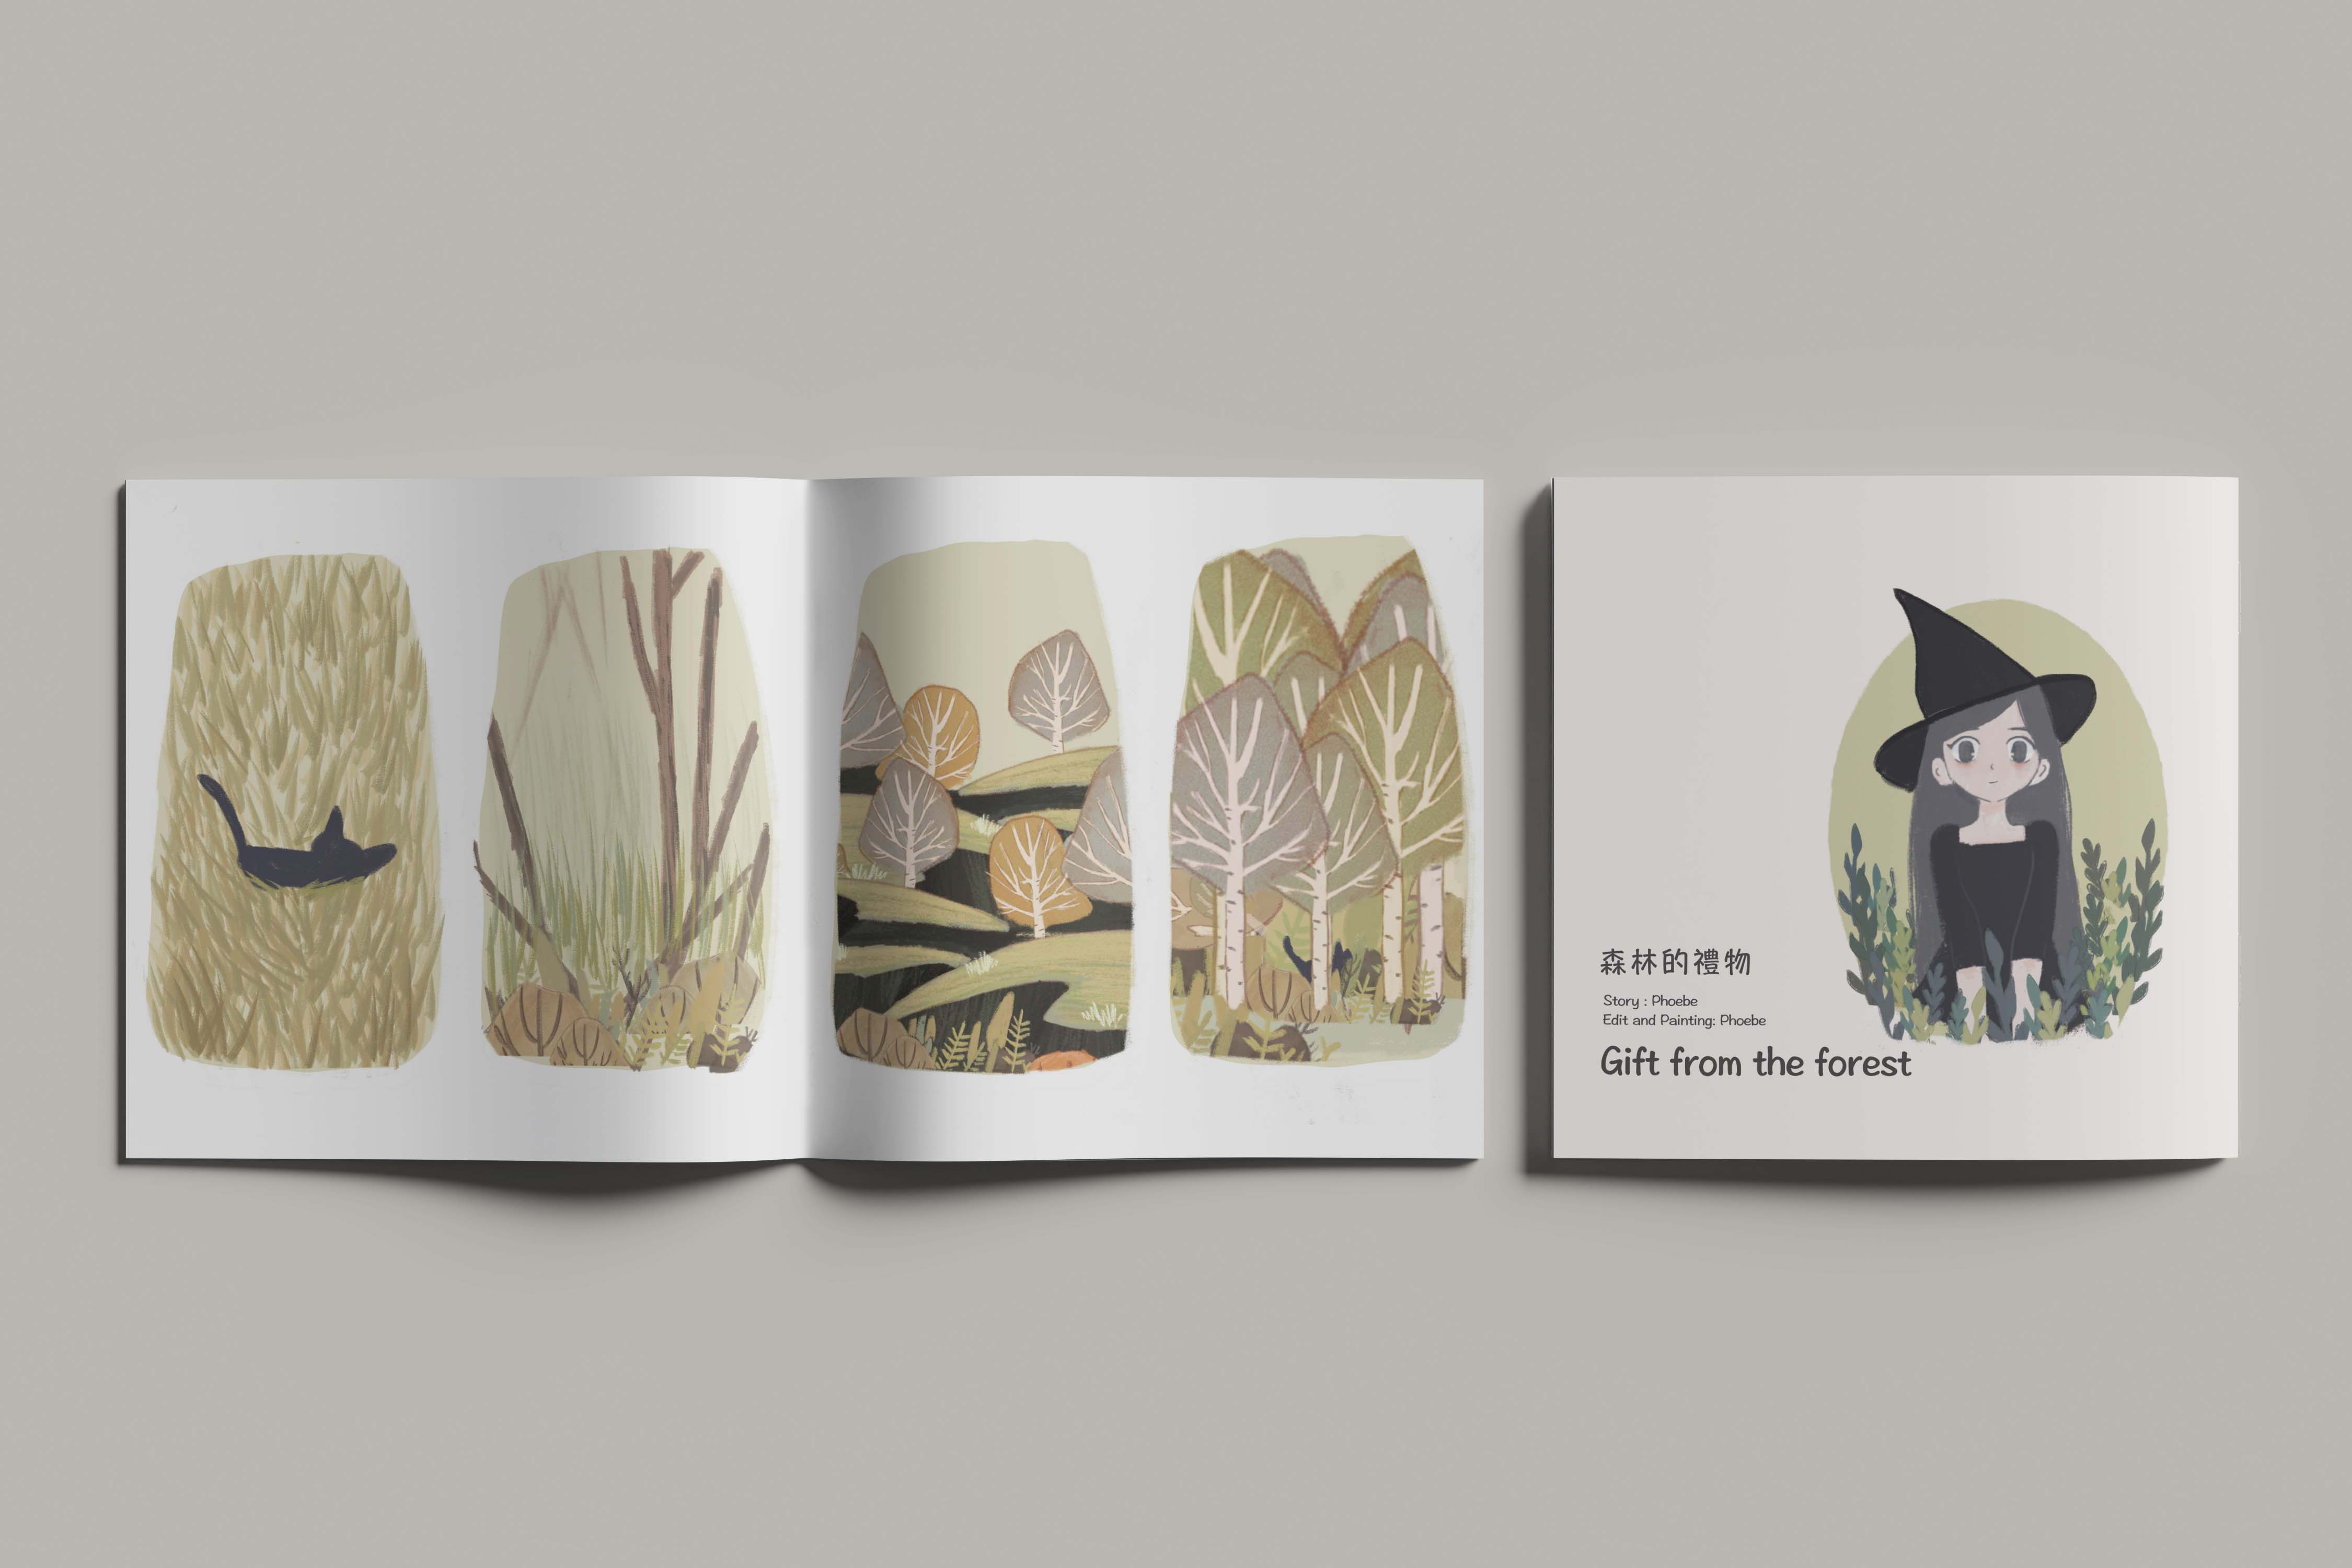 森林的禮物
Story : Phoebe
Edit and Painting: Phoebe
Gift from the forest